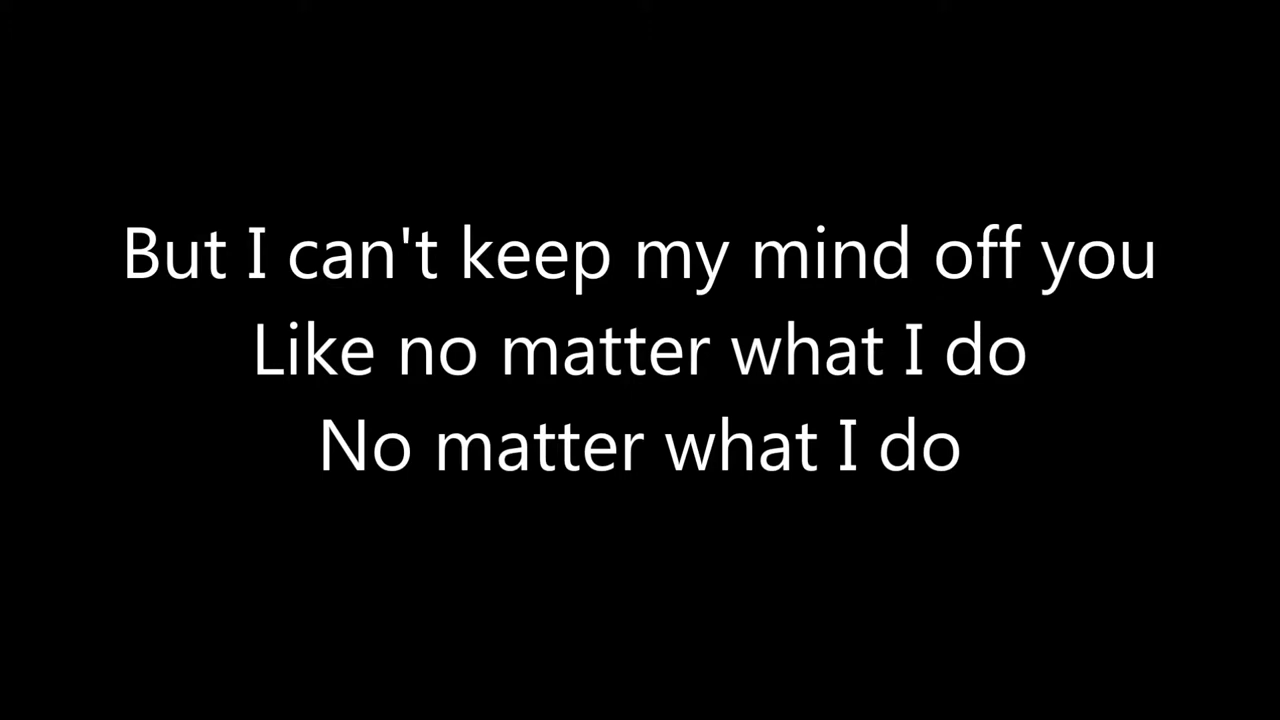 But I can't keep my mind off you
Like no matter what I do
No matter what I do